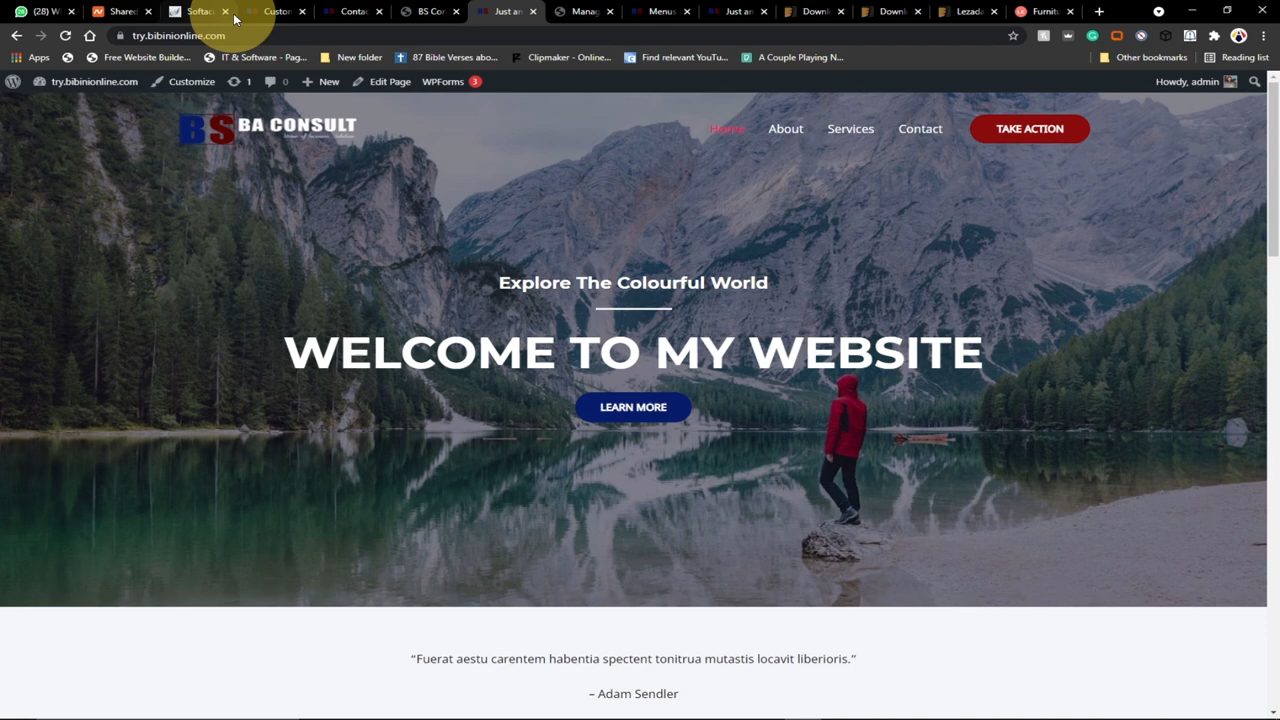 (28) W
Shared
Softac
Custon
Contac
BS Con
Just an
Manag
Menus
Just an
Downl
Downl
Lezada
Furnitu
try.bibinionline.com
Apps
Free Website Builde...
IT & Software - Pag...
New folder
87 Bible Verses abo...
Clipmaker - Onlin...
Find relevant YouTu...
A Couple Playing N...
Other bookmarks
Reading list
try.bibinionline.com
Customize
1
0
New
Edit Page
WPForms 3
Howdy, admin
BS BA CONSULT
Home
About
Services
Contact
TAKE ACTION
Explore The Colourful World
WELCOME TO MY WEBSITE
LEARN MORE
“Fuerat aestu carentem habentia spectent tonitrua mutastis locavit liberioris.”
– Adam Sendler